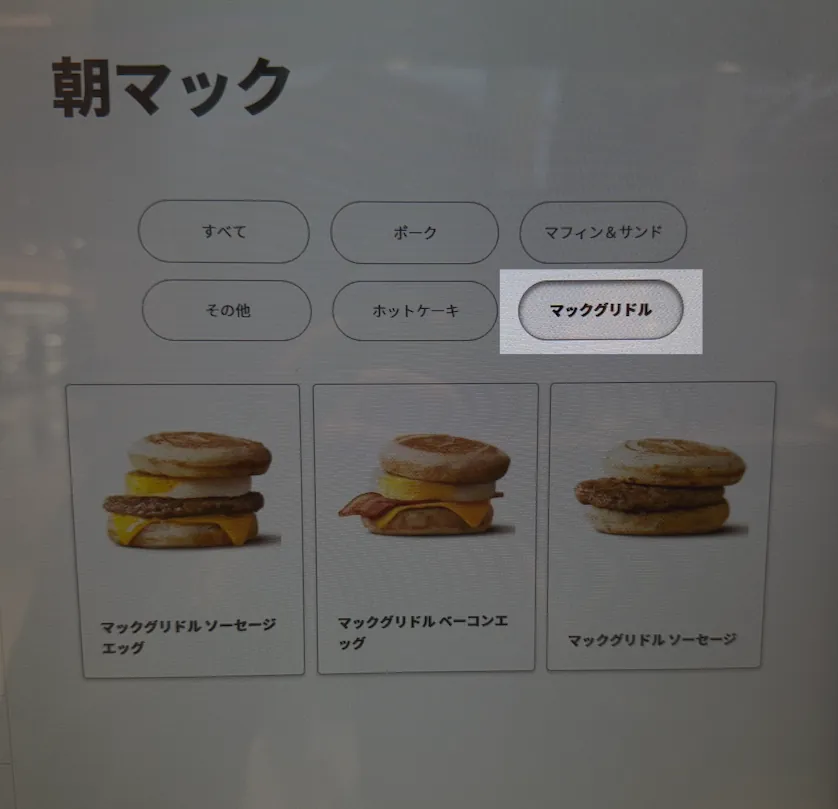 朝マック
すべて
ポーク
マフィン＆サンド
その他
ホットケーキ
マックグリドル
マックグリドル ソーセージ
エッグ
マックグリドル ベーコンエ
ッグ
マックグリドル ソーセージ